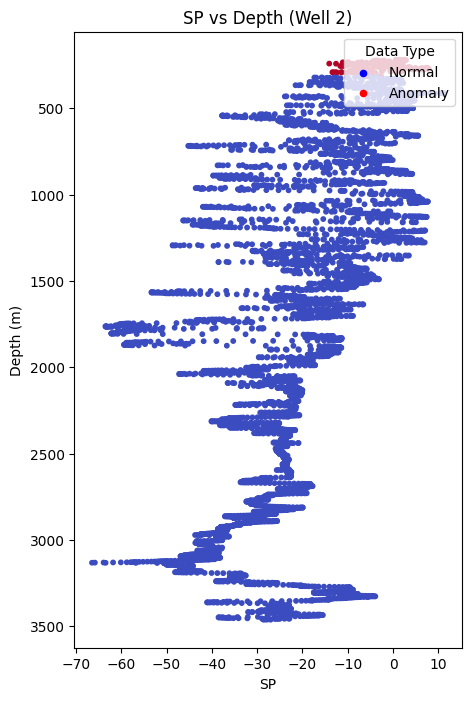 SP vs Depth (Well 2)
Data Type
Normal
Anomaly
500
1000
1500
2000
2500
3000
3500
Depth (m)
−70 −60 −50 −40 −30 −20 −10 0 10
SP